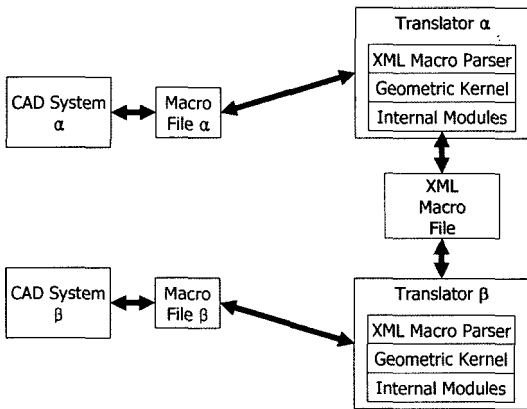 Translator α
XML Macro Parser
Geometric Kernel
Internal Modules
CAD System
α
Macro
File α
XML
Macro
File
CAD System
β
Macro
File β
Translator β
XML Macro Parser
Geometric Kernel
Internal Modules